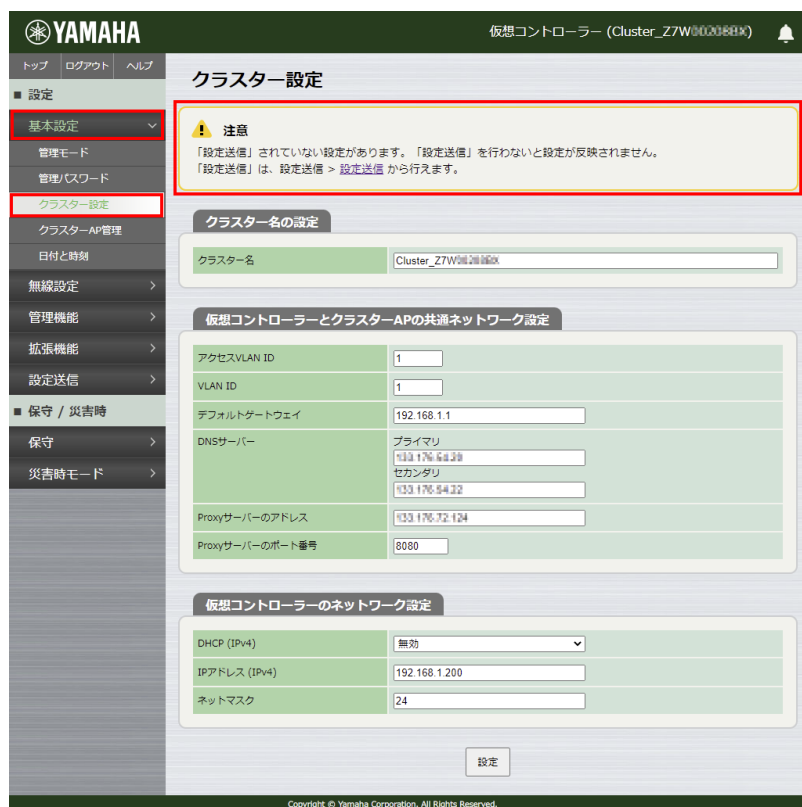 YAMAHA
仮想コントローラー (Cluster_Z7W
トップ ログアウト ヘルプ
■ 設定
基本設定
管理モード
管理パスワード
クラスター設定
クラスターAP管理
日付と時刻
無線設定
管理機能
拡張機能
設定送信
■ 保守 / 災害時
保守
災害時モード
クラスター設定
注意
「設定送信」されていない設定があります。「設定送信」を行わないと設定が反映されません。
「設定送信」は、設定送信 > 設定送信 から行えます。
クラスター名の設定
クラスター名 Cluster_Z7W
仮想コントローラーとクラスターAPの共通ネットワーク設定
アクセスVLAN ID 1
VLAN ID 1
デフォルトゲートウェイ 192.168.1.1
DNSサーバー プライマリ
セカンダリ
Proxyサーバーのアドレス
Proxyサーバーのポート番号 8080
仮想コントローラーのネットワーク設定
DHCP (IPv4) 無効
IPアドレス (IPv4) 192.168.1.200
ネットマスク 24
設定
Copyright © Yamaha Corporation. All Rights Reserved.